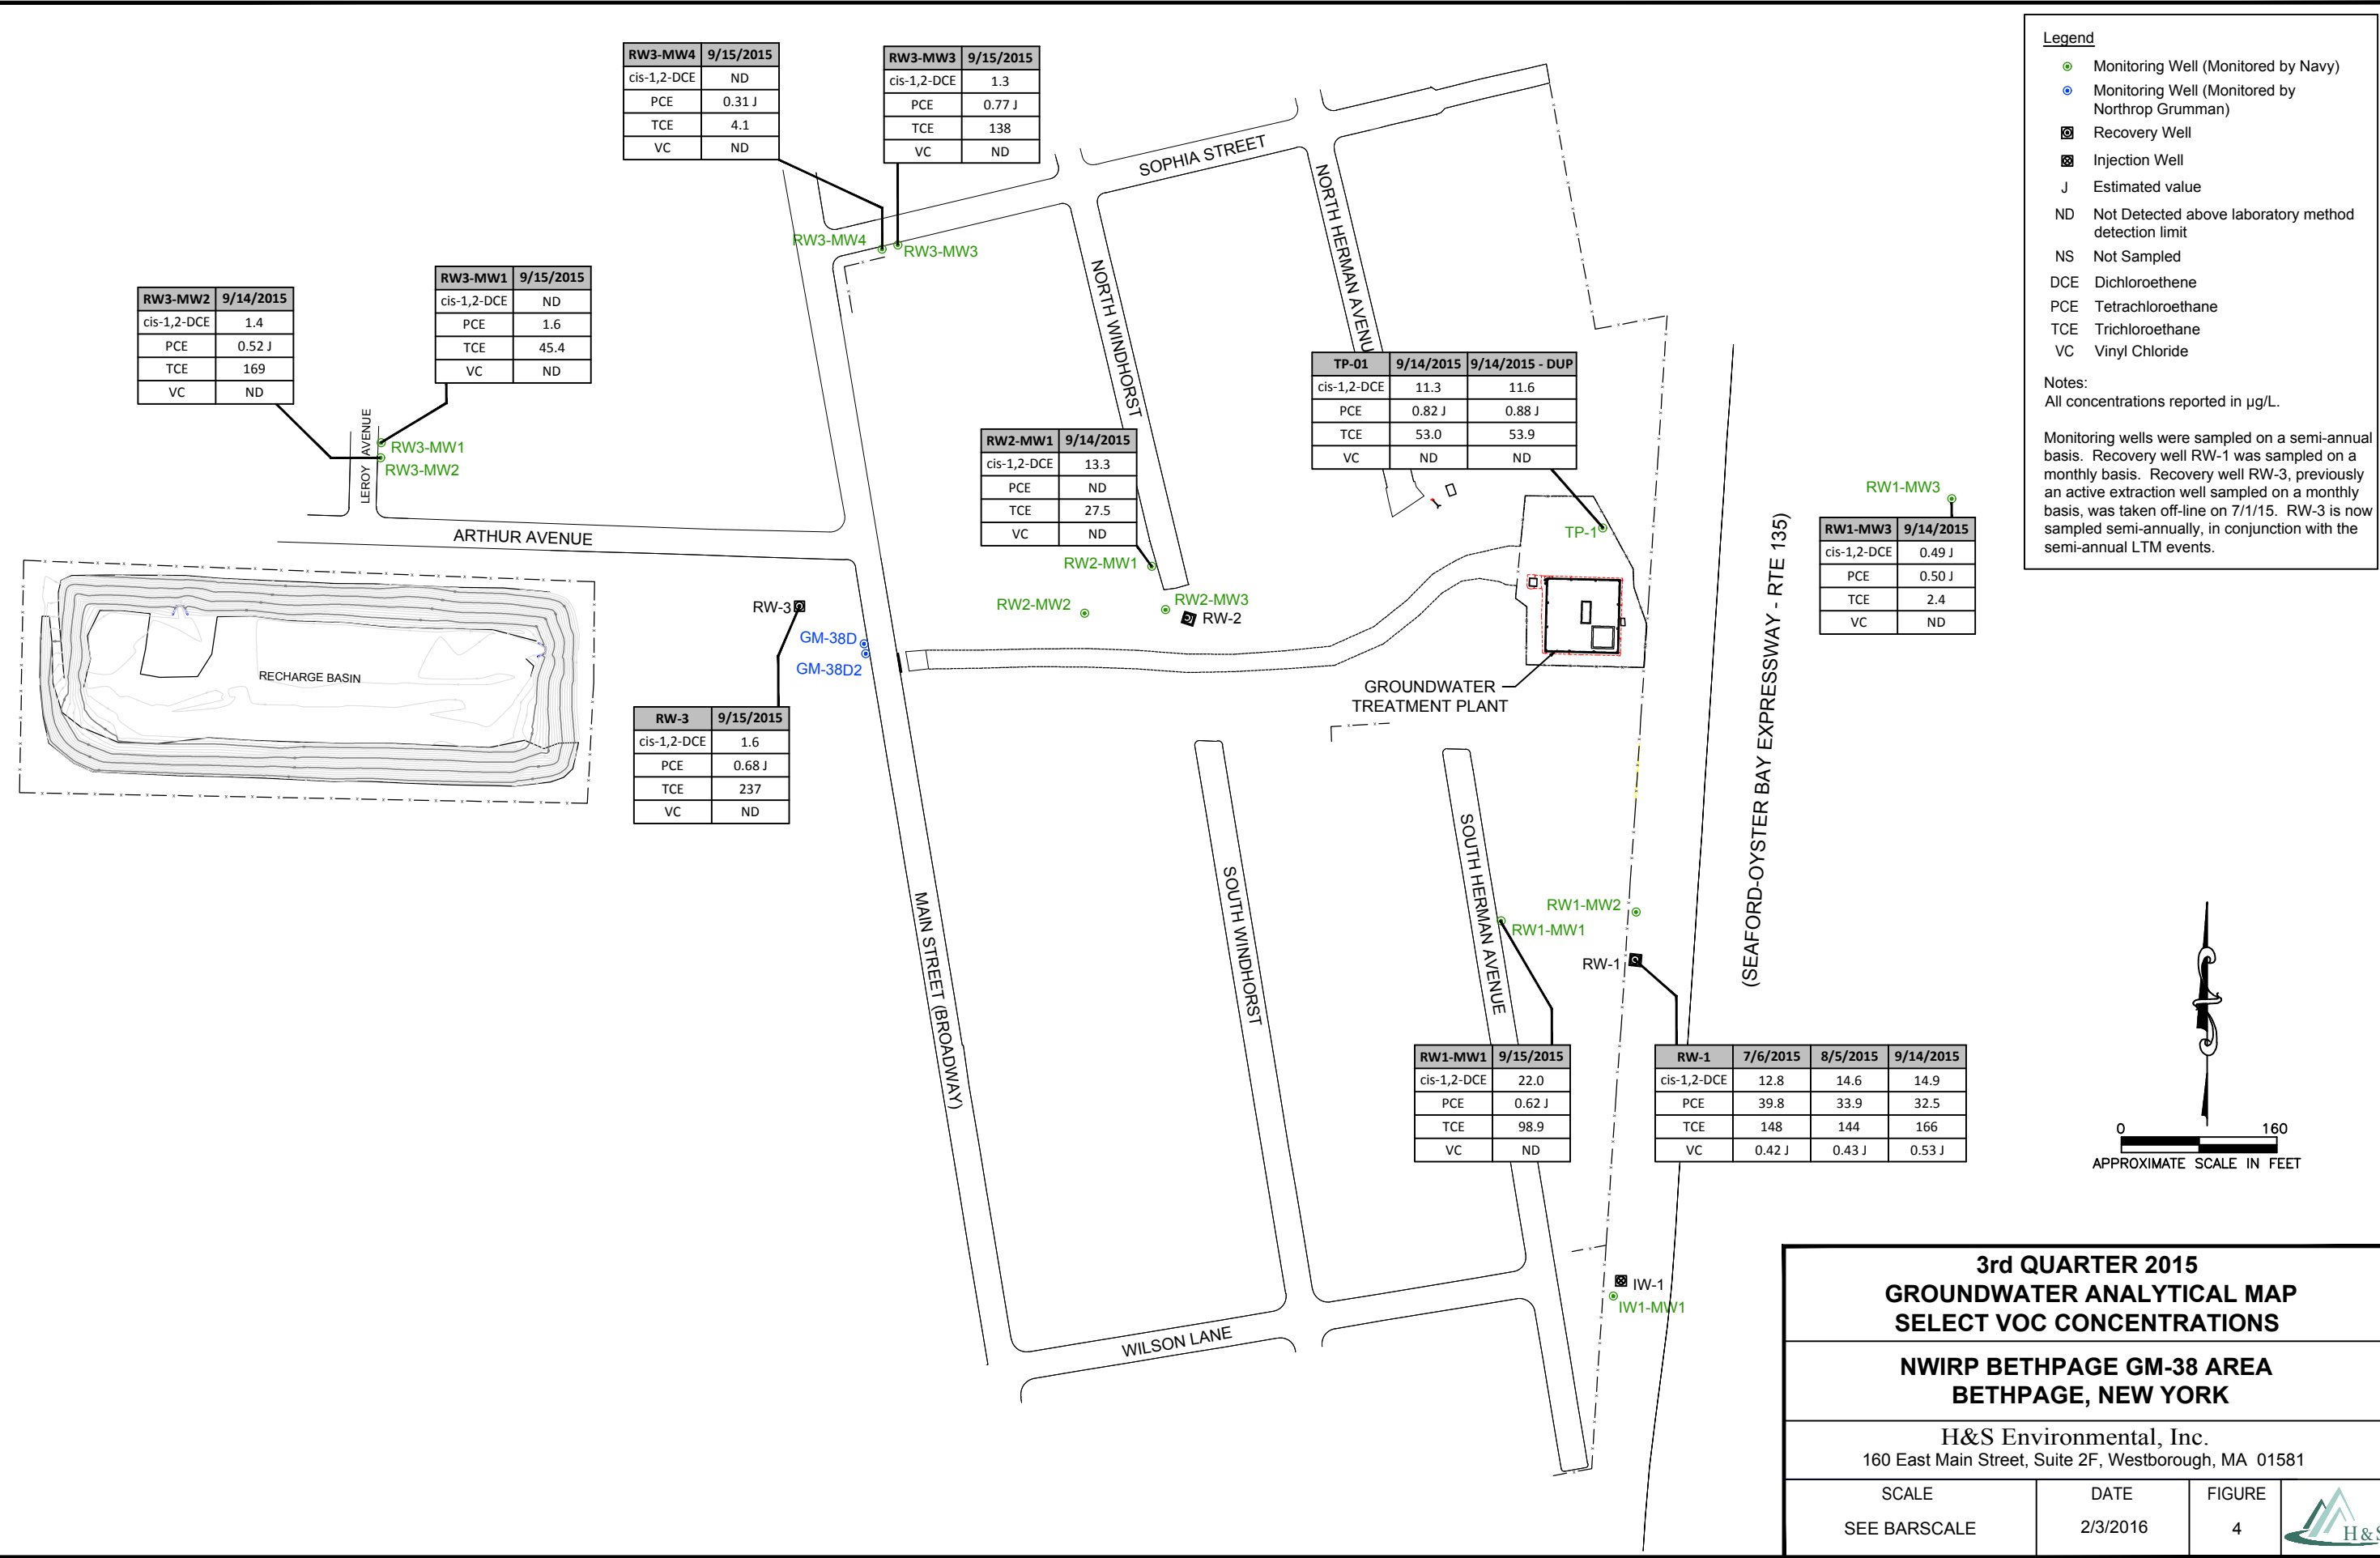 RW3-MW4 9/15/2015
cis-1,2-DCE ND
PCE 0.31 J
TCE 4.1
VC ND
RW3-MW3 9/15/2015
cis-1,2-DCE 1.3
PCE 0.77 J
TCE 138
VC ND
Legend
Monitoring Well (Monitored by Navy)
Monitoring Well (Monitored by
Northrop Grumman)
Recovery Well
Injection Well
J Estimated value
ND Not Detected above laboratory method
detection limit
NS Not Sampled
DCE Dichloroethene
PCE Tetrachloroethane
TCE Trichloroethane
VC Vinyl Chloride
Notes:
All concentrations reported in µg/L.
Monitoring wells were sampled on a semi-annual
basis. Recovery well RW-1 was sampled on a
monthly basis. Recovery well RW-3, previously
an active extraction well sampled on a monthly
basis, was taken off-line on 7/1/15. RW-3 is now
sampled semi-annually, in conjunction with the
semi-annual LTM events.
SOPHIA STREET
NORTH HERMAN AVENU
NORTH WINDHORST
RW3-MW4
RW3-MW3
RW3-MW2 9/14/2015
cis-1,2-DCE 1.4
PCE 0.52 J
TCE 169
VC ND
RW3-MW1 9/15/2015
cis-1,2-DCE ND
PCE 1.6
TCE 45.4
VC ND
LEROY AVENUE
RW3-MW1
RW3-MW2
ARTHUR AVENUE
TP-01 9/14/2015 9/14/2015 - DUP
cis-1,2-DCE 11.3 11.6
PCE 0.82 J 0.88 J
TCE 53.0 53.9
VC ND ND
RW2-MW1 9/14/2015
cis-1,2-DCE 13.3
PCE ND
TCE 27.5
VC ND
RW2-MW1
RW2-MW2
RW2-MW3
RW-2
TP-1
RW1-MW3
RW1-MW3 9/14/2015
cis-1,2-DCE 0.49 J
PCE 0.50 J
TCE 2.4
VC ND
(SEAFORD-OYSTER BAY EXPRESSWAY - RTE 135)
RW-3
GM-38D
GM-38D2
RECHARGE BASIN
GROUNDWATER
TREATMENT PLANT
RW-3 9/15/2015
cis-1,2-DCE 1.6
PCE 0.68 J
TCE 237
VC ND
MAIN STREET (BROADWAY)
SOUTH WINDHORST
SOUTH HERMAN AVENUE
RW1-MW2
RW1-MW1
RW-1
RW1-MW1 9/15/2015
cis-1,2-DCE 22.0
PCE 0.62 J
TCE 98.9
VC ND
RW-1 7/6/2015 8/5/2015 9/14/2015
cis-1,2-DCE 12.8 14.6 14.9
PCE 39.8 33.9 32.5
TCE 148 144 166
VC 0.42 J 0.43 J 0.53 J
0 160
APPROXIMATE SCALE IN FEET
IW-1
IW1-MW1
WILSON LANE
3rd QUARTER 2015
GROUNDWATER ANALYTICAL MAP
SELECT VOC CONCENTRATIONS
NWIRP BETHPAGE GM-38 AREA
BETHPAGE, NEW YORK
H&S Environmental, Inc.
160 East Main Street, Suite 2F, Westborough, MA 01581
SCALE DATE FIGURE
SEE BARSCALE 2/3/2016 4
H&S